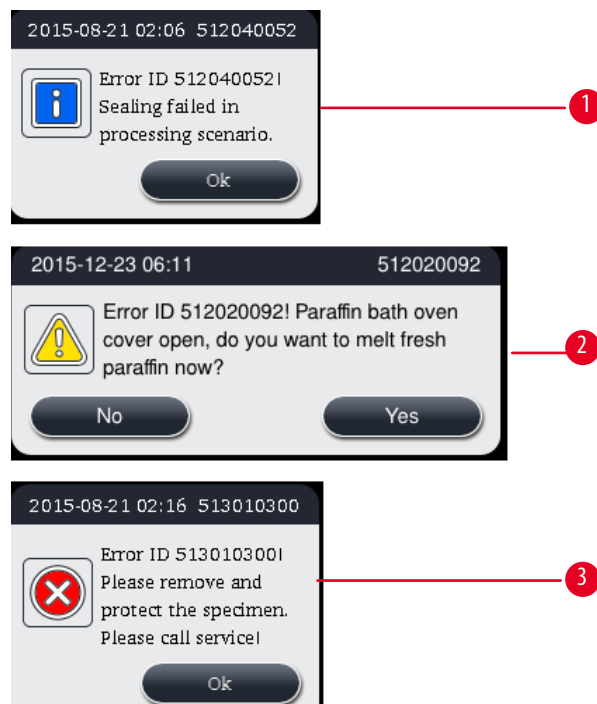 2015-08-21 02:06 512040052
Error ID 512040052!
Sealing failed in
processing scenario.
Ok
1
2015-12-23 06:11 512020092
Error ID 512020092! Paraffin bath oven
cover open, do you want to melt fresh
paraffin now?
No Yes
2
2015-08-21 02:16 513010300
Error ID 513010300!
Please remove and
protect the specimen.
Please call service!
Ok
3